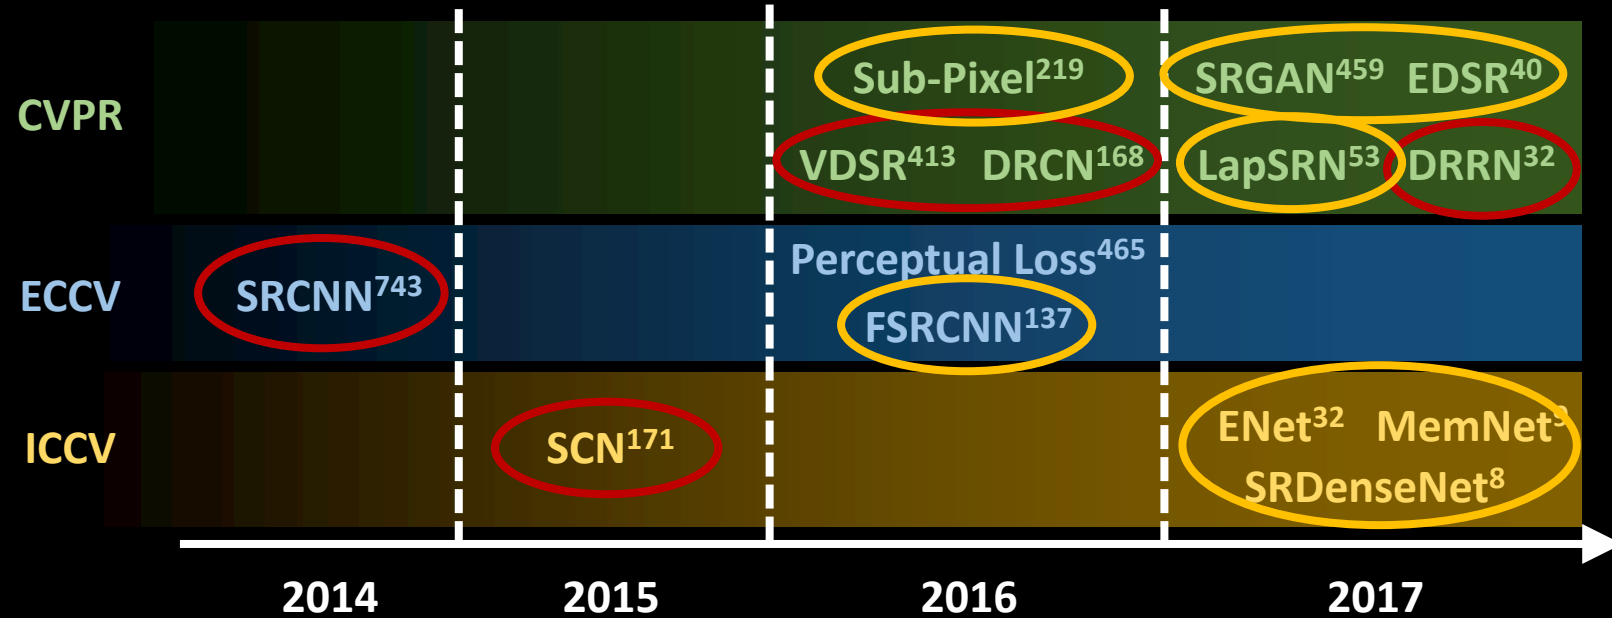 Sub-Pixel219 SRGAN459 EDSR40
CVPR
VDSR413 DRCN168 LapSRN53 DRRN32
Perceptual Loss465
ECCV SRCNN743
FSRCNN137
ENet32 MemNet9
ICCV SCN171
SRDenseNet8
2014 2015 2016 2017